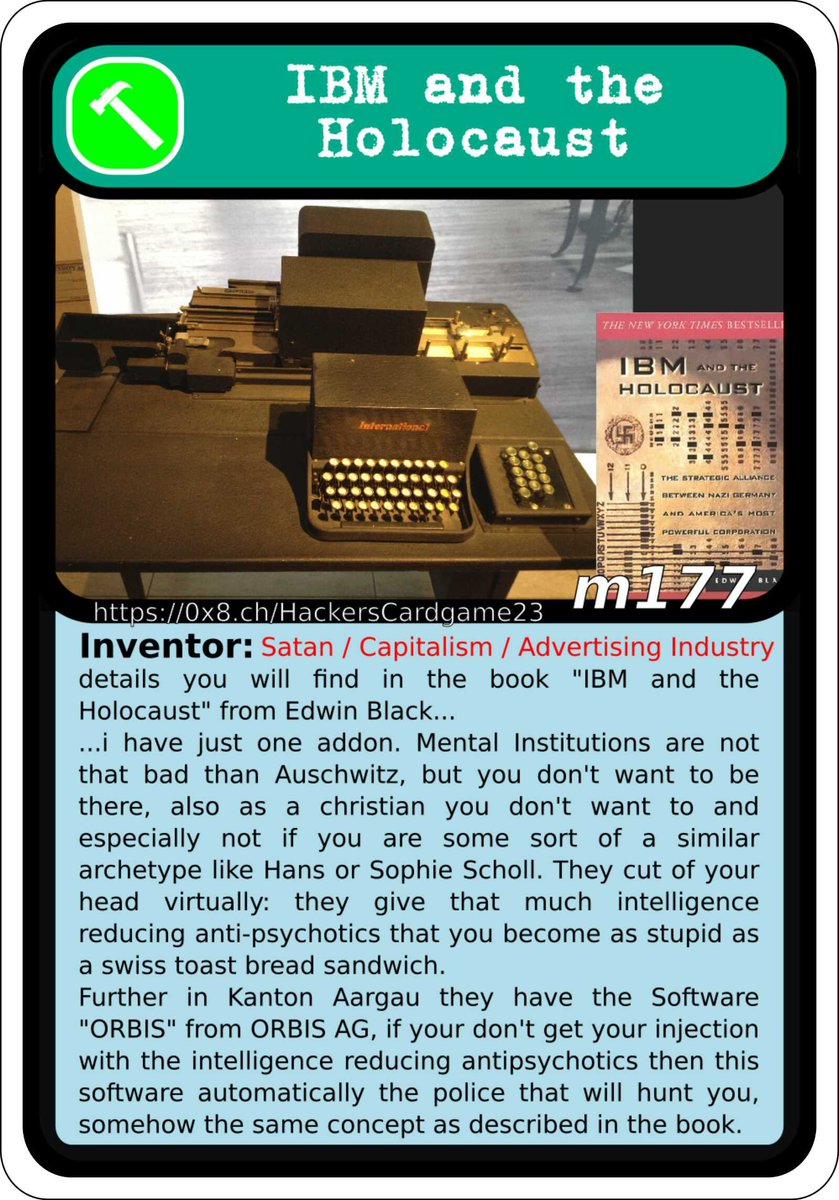 IBM and the
Holocaust
International
THE NEW YORK TIMES BESTSELL
IBM AND THE
HOLOCAUST
THE STRATEGIC ALLIANCE
BETWEEN NAZI GERMANY
AND AMERICA'S MOST
POWERFUL CORPORATION
EDWIN BLA
m177
https://0x8.ch/HackersCardgame23
Inventor: Satan / Capitalism / Advertising Industry
details you will find in the book "IBM and the
Holocaust" from Edwin Black...
...i have just one addon. Mental Institutions are not
that bad than Auschwitz, but you don't want to be
there, also as a christian you don't want to and
especially not if you are some sort of a similar
archetype like Hans or Sophie Scholl. They cut of your
head virtually: they give that much intelligence
reducing anti-psychotics that you become as stupid as
a swiss toast bread sandwich.
Further in Kanton Aargau they have the Software
"ORBIS" from ORBIS AG, if your don't get your injection
with the intelligence reducing antipsychotics then this
software automatically the police that will hunt you,
somehow the same concept as described in the book.